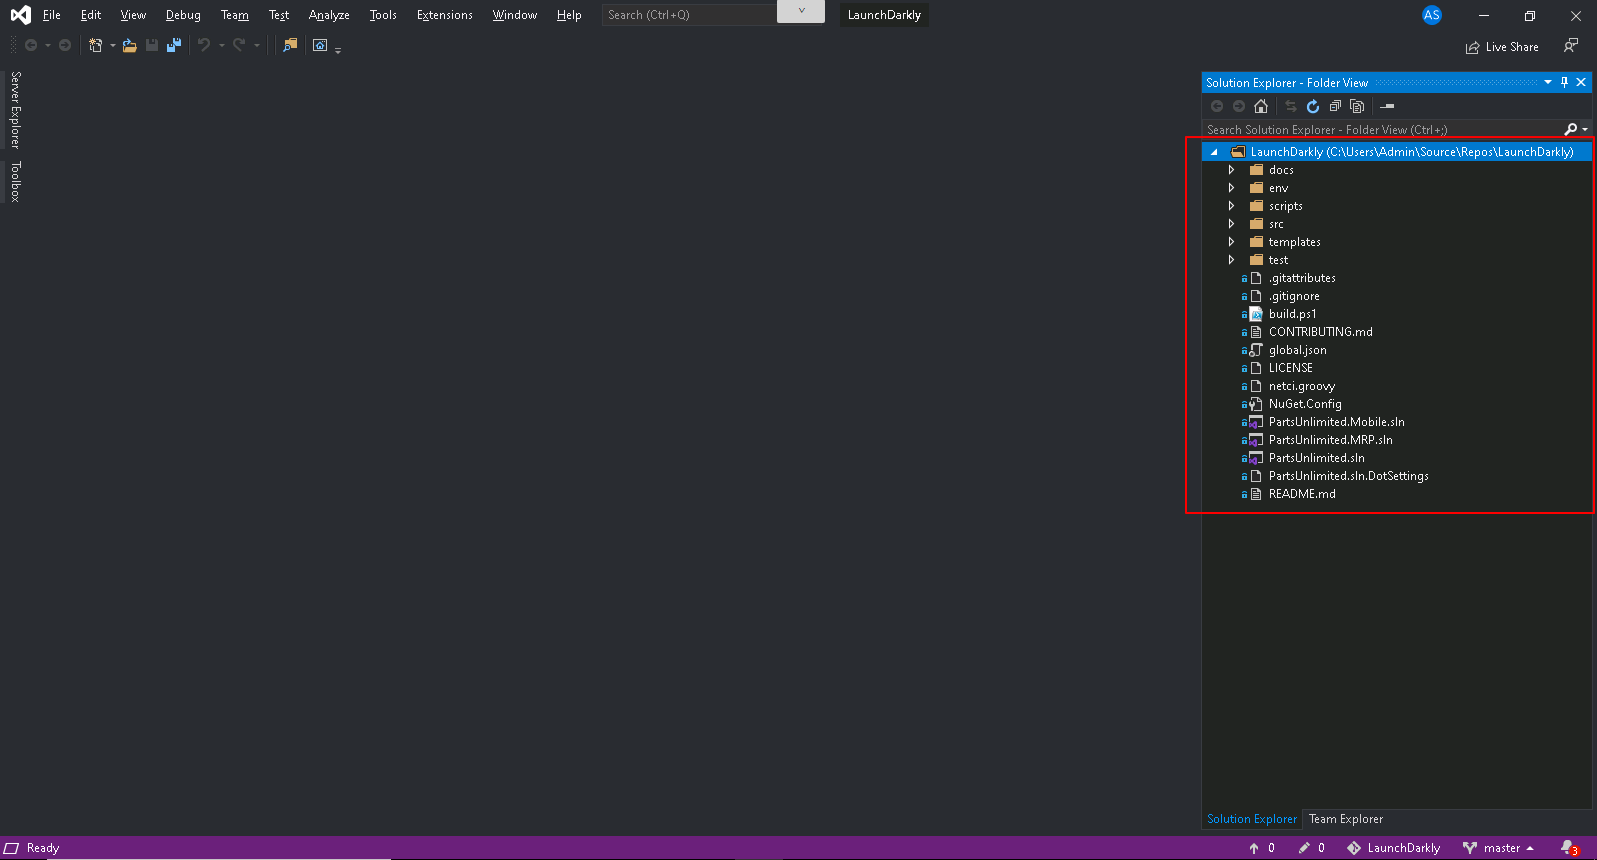 File Edit View Debug Team Test Analyze Tools Extensions Window Help Search (Ctrl+Q) LaunchDarkly AS
Live Share
Server Explorer
Toolbox
Solution Explorer - Folder View
Search Solution Explorer - Folder View (Ctrl+;)
LaunchDarkly (C:\Users\Admin\Source\Repos\LaunchDarkly)
docs
env
scripts
src
templates
test
.gitattributes
.gitignore
build.ps1
CONTRIBUTING.md
global.json
LICENSE
netci.groovy
NuGet.Config
PartsUnlimited.Mobile.sln
PartsUnlimited.MRP.sln
PartsUnlimited.sln
PartsUnlimited.sln.DotSettings
README.md
Solution Explorer Team Explorer
Ready 0 0 LaunchDarkly master 3